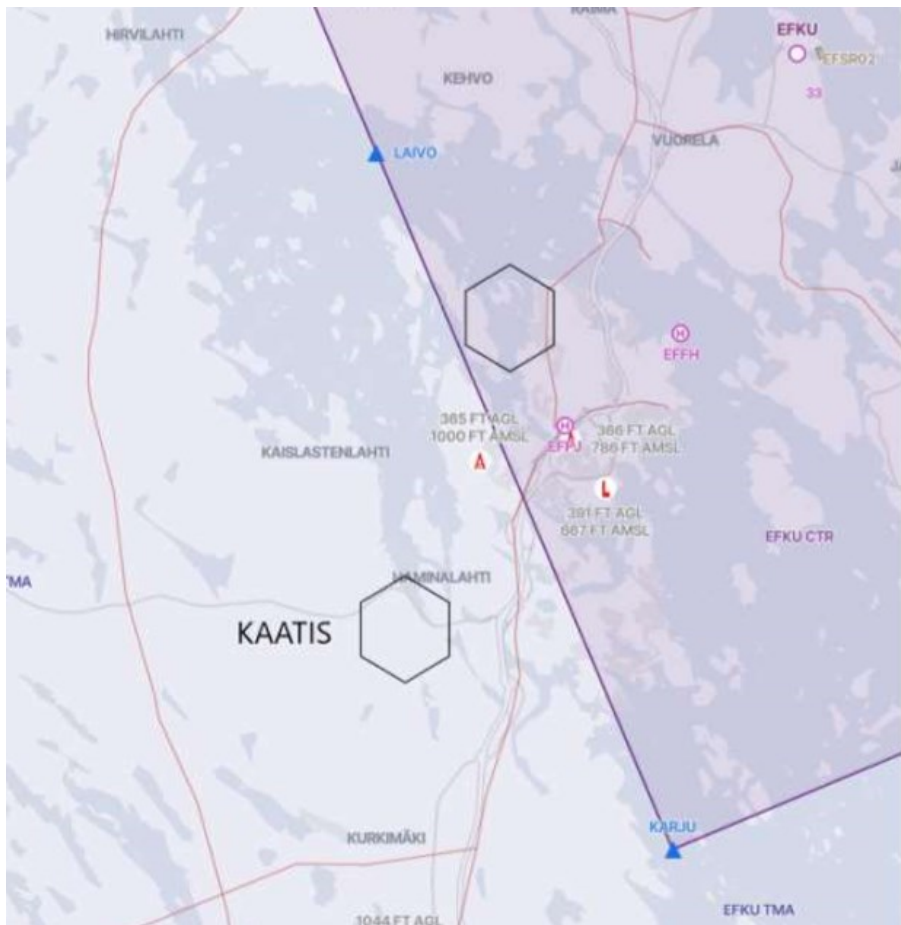 HIRVILAHTI
EFKU
EFSR02
KEHVO
33
VUORELA
LAIVO
H
EFFH
365 FT AGL
1000 FT AMSL
H
EFPJ
366 FT AGL
786 FT AMSL
KAISLASTENLAHTI
391 FT AGL
667 FT AMSL
EFKU CTR
HAMINALAHTI
TMA
KAATIS
KARJU
KURKIMÄKI
EFKU TMA
1044 FT AGL